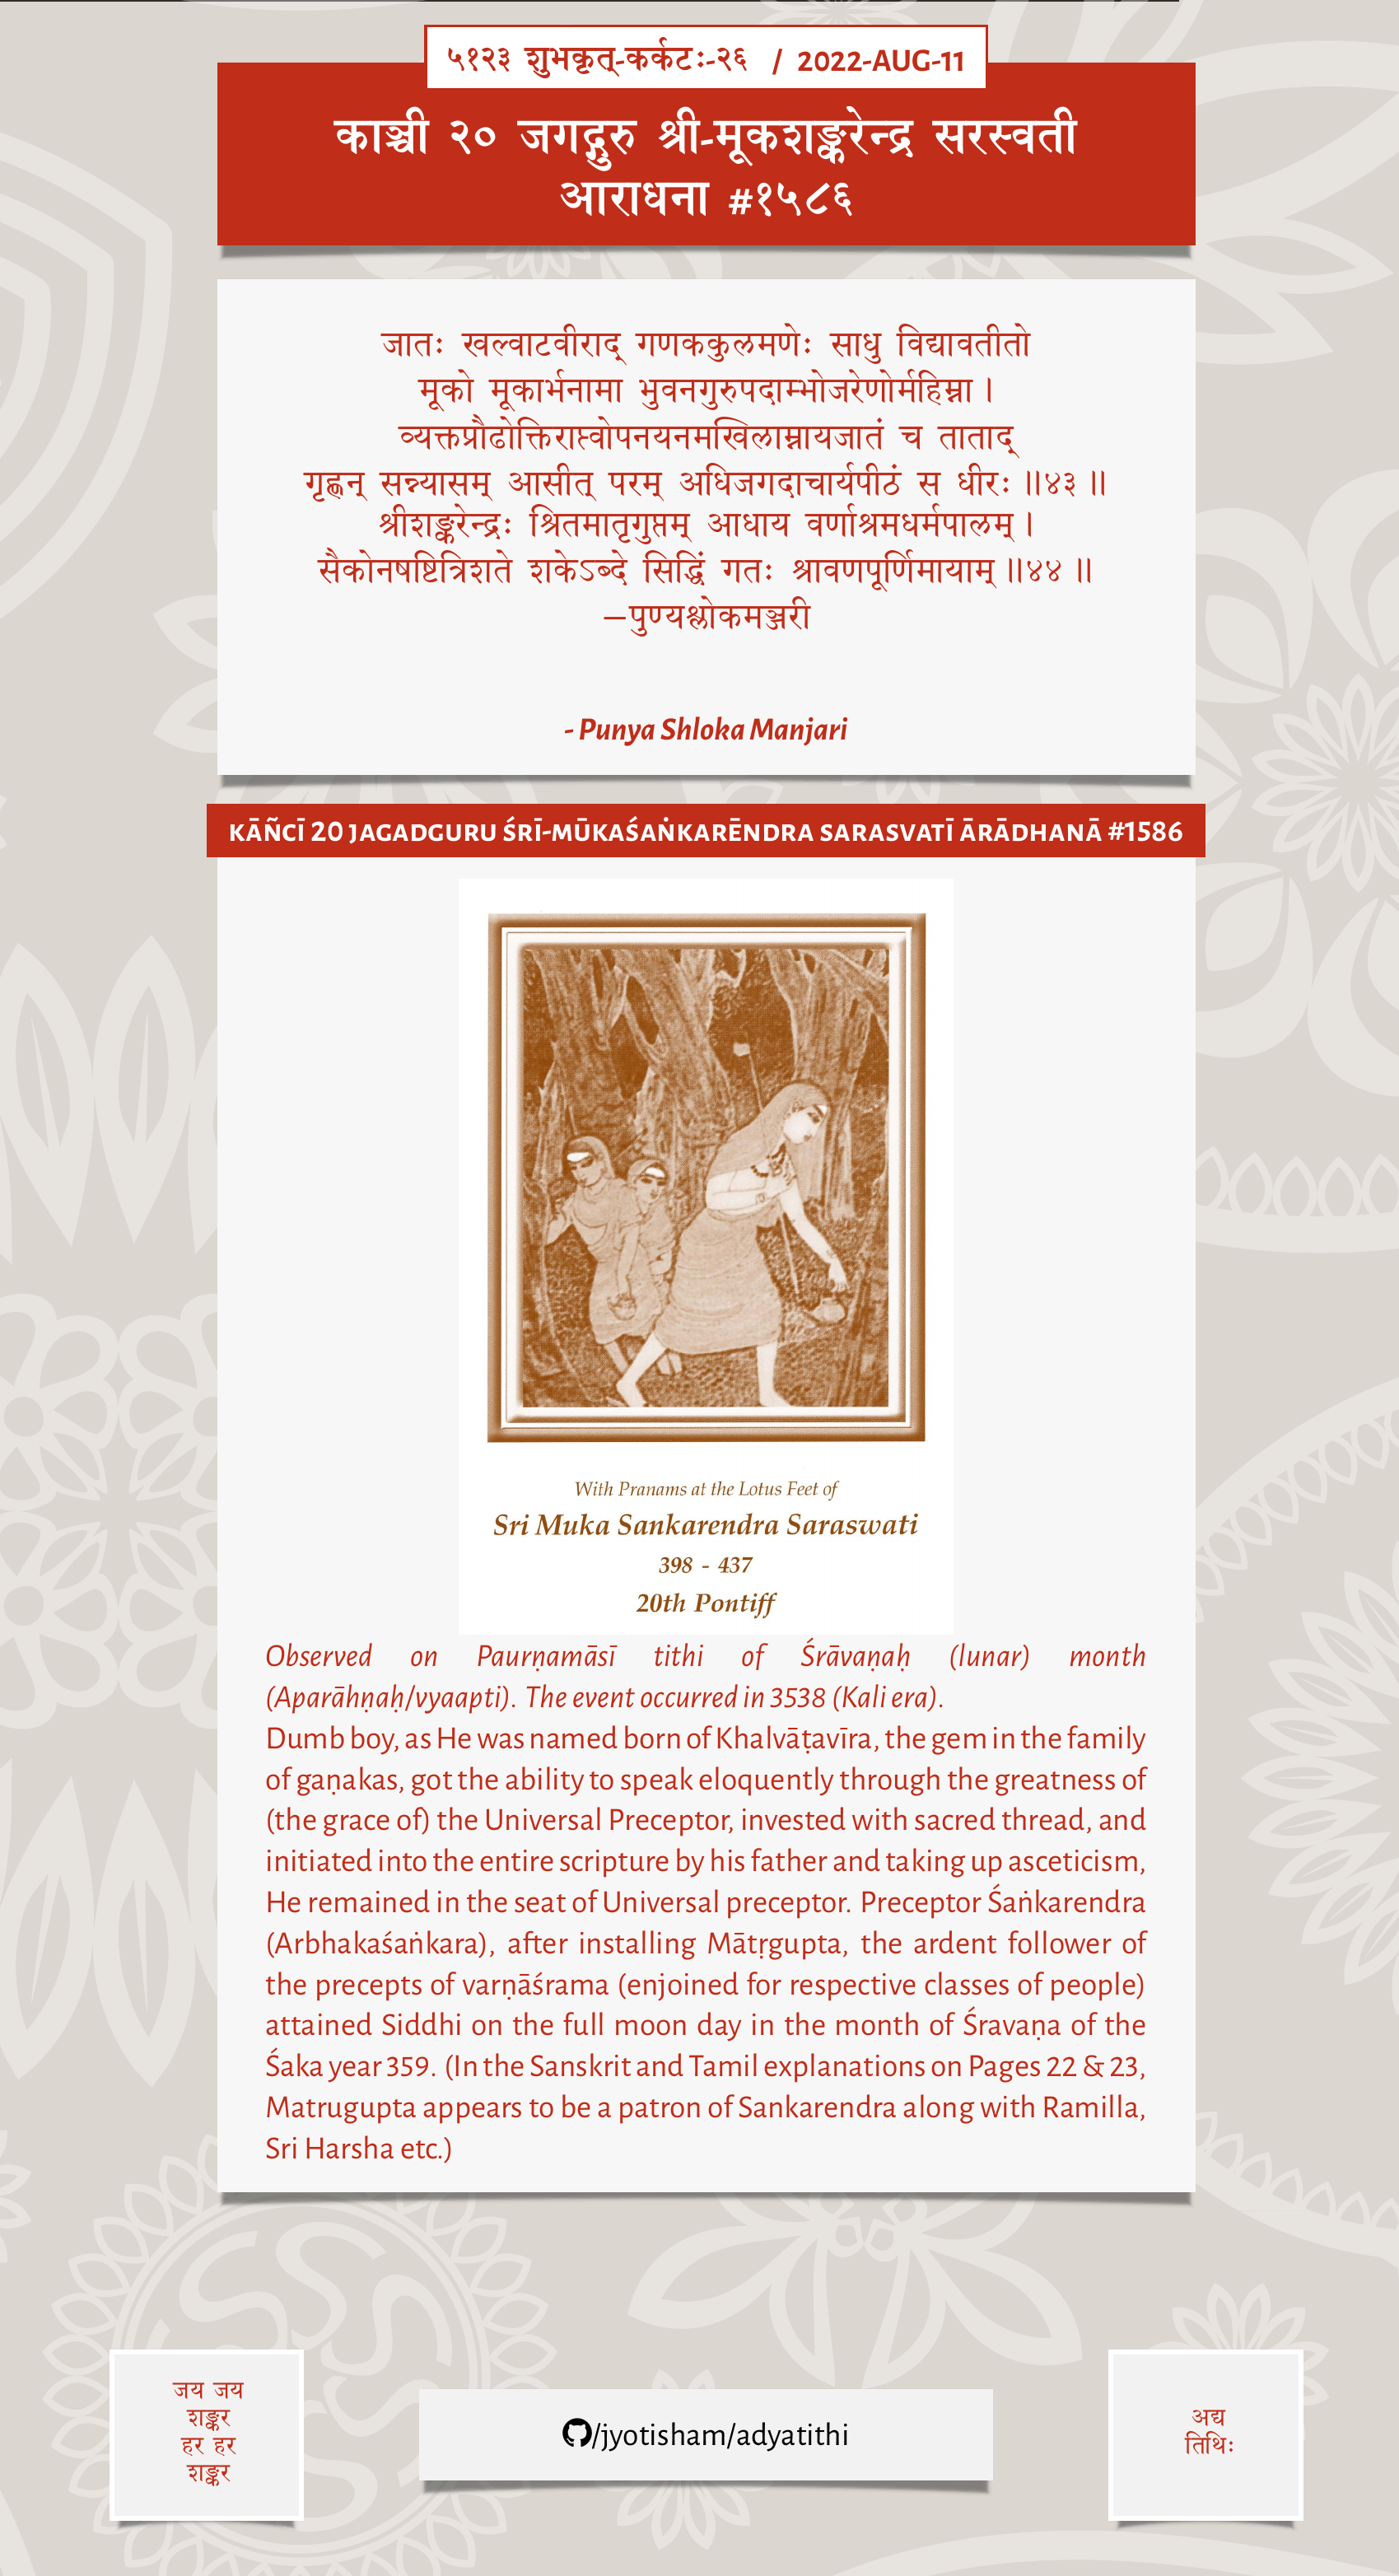 ५१२३ शुभकृत्-कर्कटः-२६ / 2022-AUG-11
काञ्ची २० जगद्गुरु श्री-मूकशङ्करेन्द्र सरस्वती
आराधना #१५८६
जातः खल्वाटवीराद् गणककुलमणेः साधु विद्यावतीतो
मूको मूकार्भनामा भुवनगुरुपदाम्भोजरेणोर्महिम्ना ।
व्यक्तप्रौढोक्तिराप्त्वोपनयनमखिलाम्नायजातं च ताताद्
गृह्णन् सन्न्यासम् आसीत् परम् अधिजगदाचार्यपीठं स धीरः ॥४३ ॥
श्रीशङ्करेन्द्रः श्रितमातृगुप्तम् आधाय वर्णाश्रमधर्मपालम् ।
सैकोनषष्टित्रिशते शकेऽब्दे सिद्धिं गतः श्रावणपूर्णिमायाम् ॥४४ ॥
—पुण्यश्लोकमञ्जरी
- Punya Shloka Manjari
KĀÑCĪ 20 JAGADGURU ŚRĪ-MŪKAŚAṄKARĒNDRA SARASVATĪ ĀRĀDHANĀ #1586
With Pranams at the Lotus Feet of
Sri Muka Sankarendra Saraswati
398 - 437
20th Pontiff
Observed on Paurṇamāsī tithi of Śrāvaṇaḥ (lunar) month
(Aparāhṇaḥ/vyaapti). The event occurred in 3538 (Kali era).
Dumb boy, as He was named born of Khalvāṭavīra, the gem in the family
of gaṇakas, got the ability to speak eloquently through the greatness of
(the grace of) the Universal Preceptor, invested with sacred thread, and
initiated into the entire scripture by his father and taking up asceticism,
He remained in the seat of Universal preceptor. Preceptor Śaṅkarendra
(Arbhakaśaṅkara), after installing Mātṛgupta, the ardent follower of
the precepts of varṇāśrama (enjoined for respective classes of people)
attained Siddhi on the full moon day in the month of Śravaṇa of the
Śaka year 359. (In the Sanskrit and Tamil explanations on Pages 22 & 23,
Matrugupta appears to be a patron of Sankarendra along with Ramilla,
Sri Harsha etc.)
जय जय
शङ्कर
हर हर
शङ्कर
/jyotisham/adyatithi
अद्य
तिथिः